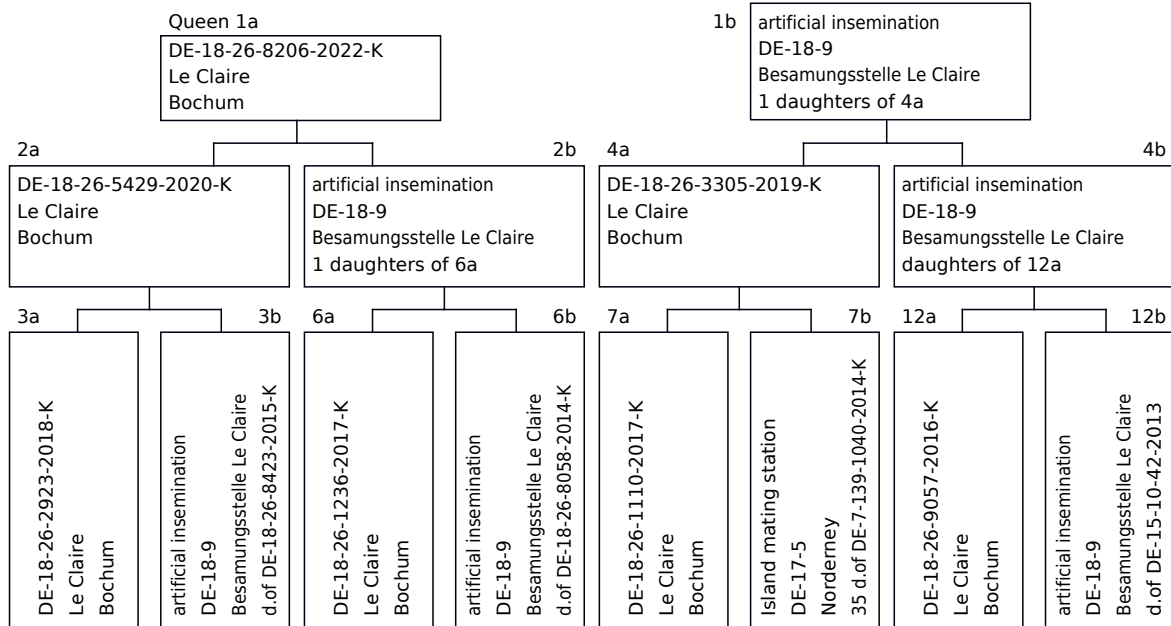 Queen 1a
DE-18-26-8206-2022-K
Le Claire
Bochum
1b
artificial insemination
DE-18-9
Besamungsstelle Le Claire
1 daughters of 4a
2a
DE-18-26-5429-2020-K
Le Claire
Bochum
2b
artificial insemination
DE-18-9
Besamungsstelle Le Claire
1 daughters of 6a
4a
DE-18-26-3305-2019-K
Le Claire
Bochum
4b
artificial insemination
DE-18-9
Besamungsstelle Le Claire
daughters of 12a
3a
DE-18-26-2923-2018-K
Le Claire
Bochum
3b
artificial insemination
DE-18-9
Besamungsstelle Le Claire
d.of DE-18-26-8423-2015-K
6a
DE-18-26-1236-2017-K
Le Claire
Bochum
6b
artificial insemination
DE-18-9
Besamungsstelle Le Claire
d.of DE-18-26-8058-2014-K
7a
DE-18-26-1110-2017-K
Le Claire
Bochum
7b
Island mating station
DE-17-5
Norderney
35 d.of DE-7-139-1040-2014-K
12a
DE-18-26-9057-2016-K
Le Claire
Bochum
12b
artificial insemination
DE-18-9
Besamungsstelle Le Claire
d.of DE-15-10-42-2013